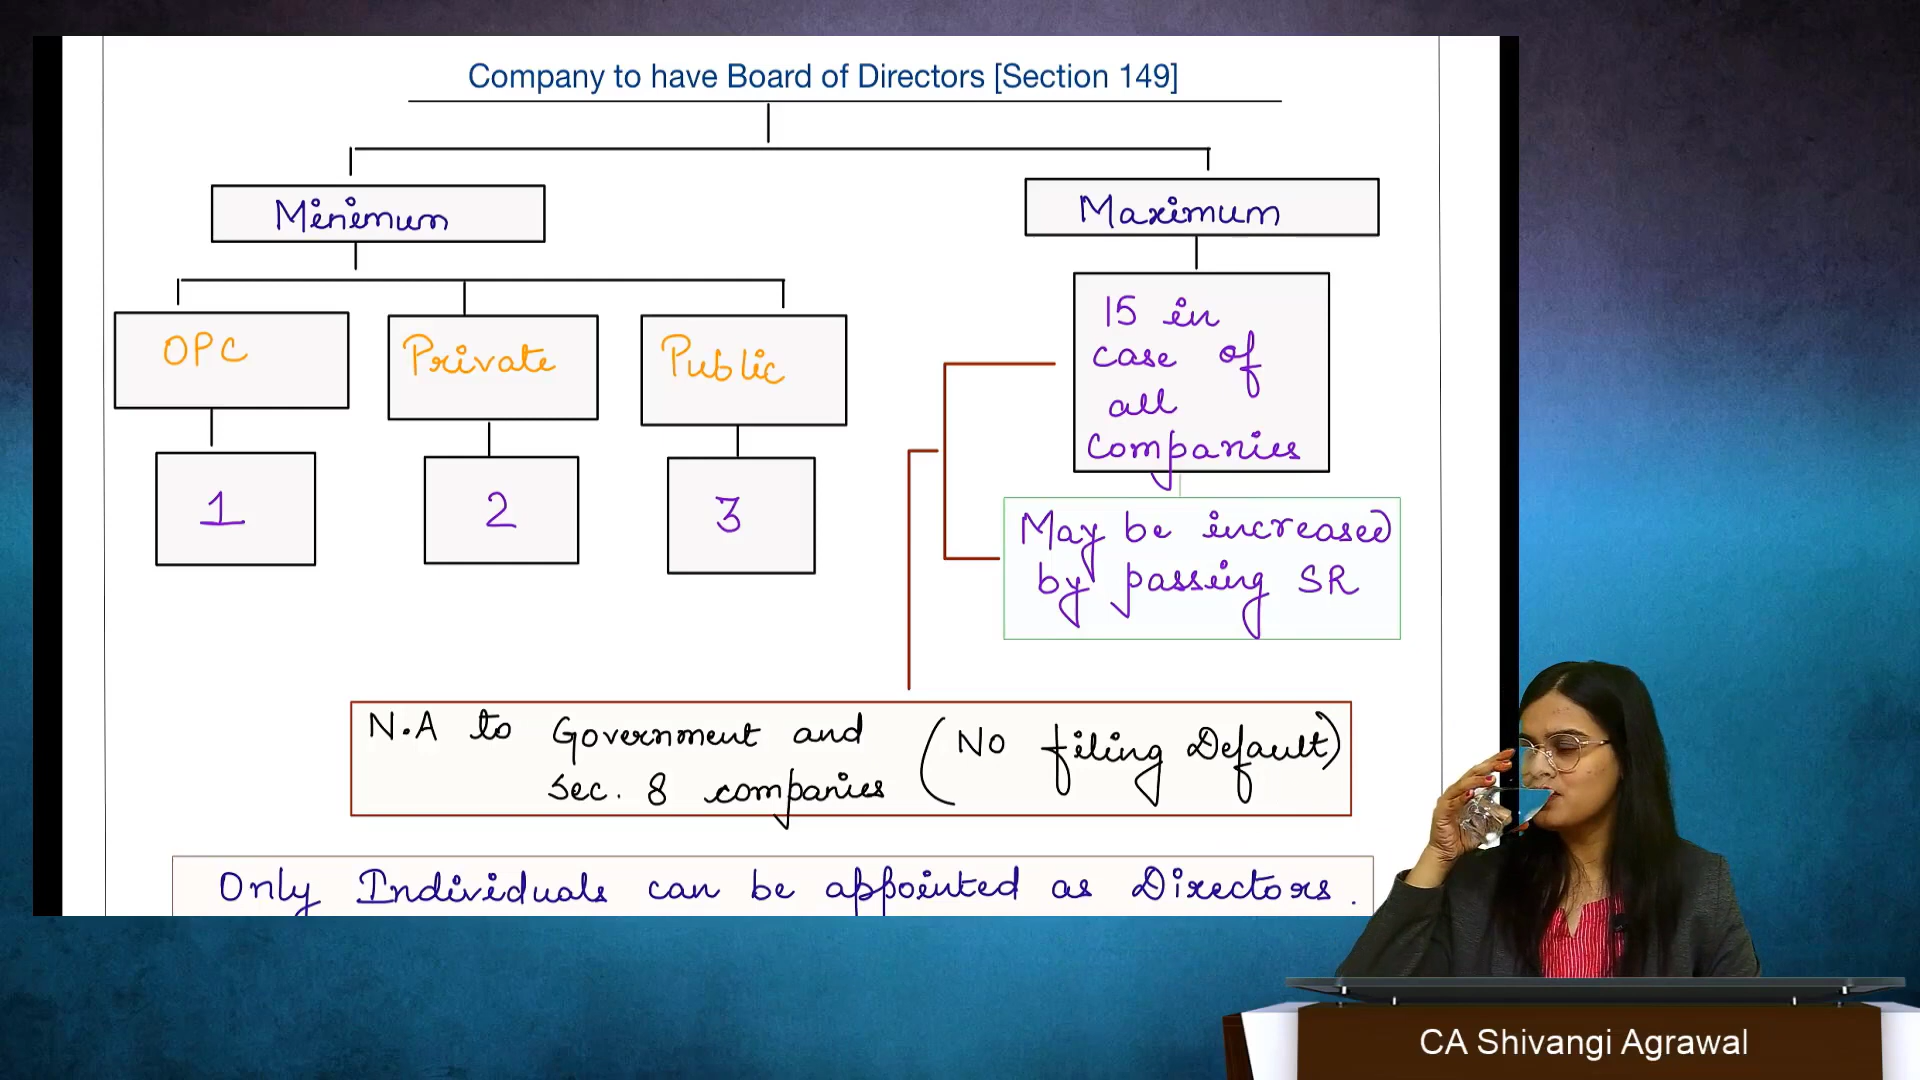 Company to have Board of Directors [Section 149]
Minimum
Maximum
OPC
Private
Public
1
2
3
15 in
case of
all
Companies
May be increased
by passing SR
N.A to Government and
Sec. 8 companies
(No filing Default)
Only Individuals can be appointed as Directors.
CA Shivangi Agrawal